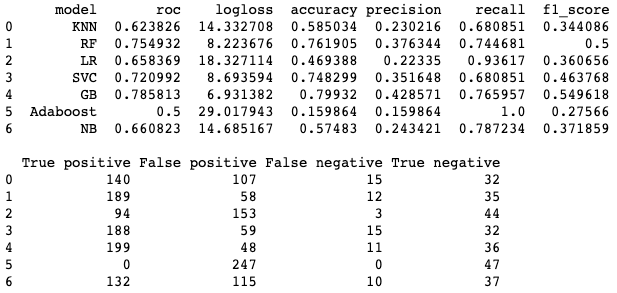 model roc logloss accuracy precision recall f1_score
0 KNN 0.623826 14.332708 0.585034 0.230216 0.680851 0.344086
1 RF 0.754932 8.223676 0.761905 0.376344 0.744681 0.5
2 LR 0.658369 18.327114 0.469388 0.22335 0.93617 0.360656
3 SVC 0.720992 8.693594 0.748299 0.351648 0.680851 0.463768
4 GB 0.785813 6.931382 0.79932 0.428571 0.765957 0.549618
5 Adaboost 0.5 29.017943 0.159864 0.159864 1.0 0.27566
6 NB 0.660823 14.685167 0.57483 0.243421 0.787234 0.371859
True positive False positive False negative True negative
0 140 107 15 32
1 189 58 12 35
2 94 153 3 44
3 188 59 15 32
4 199 48 11 36
5 0 247 0 47
6 132 115 10 37